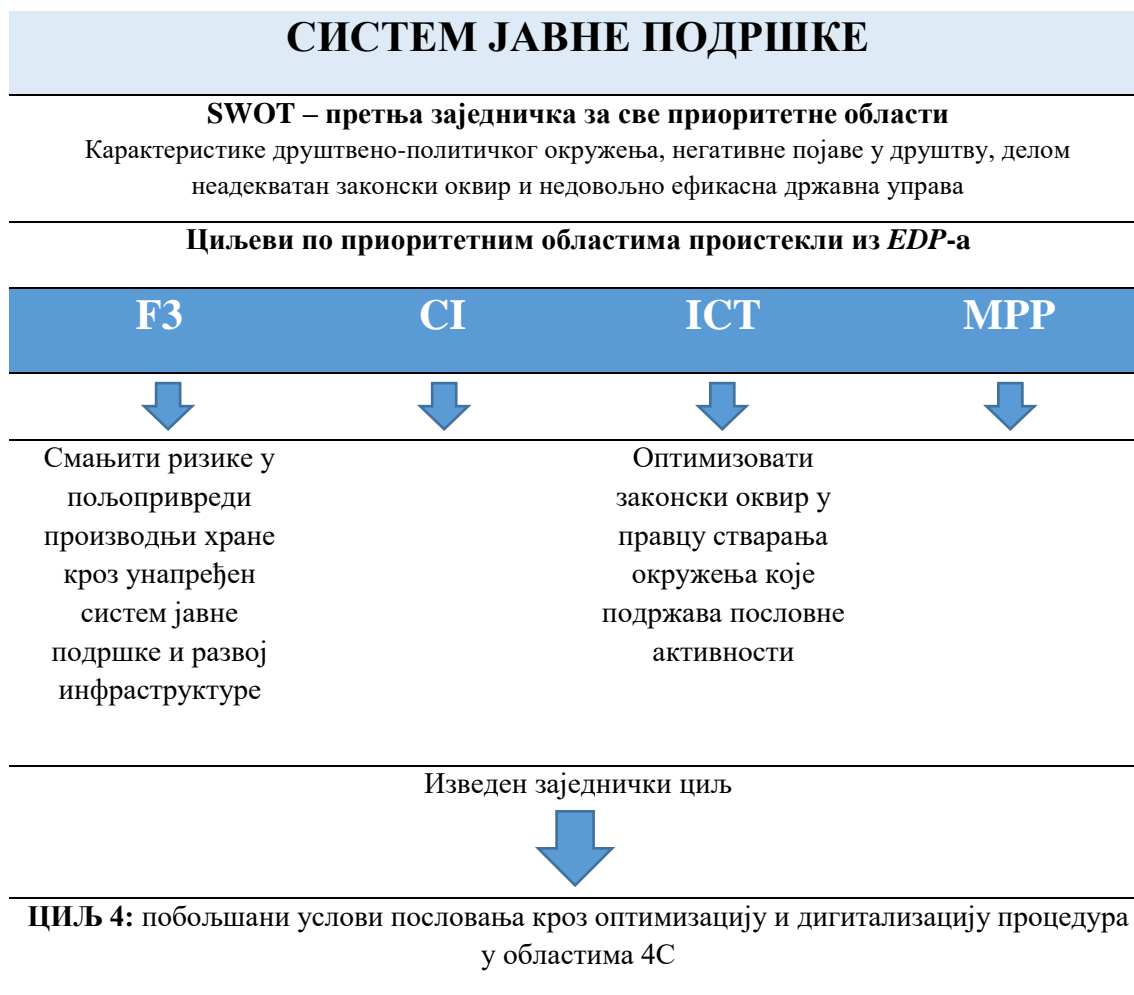 СИСТЕМ ЈАВНЕ ПОДРШКЕ
SWOT – претња заједничка за све приоритетне области
Карактеристике друштвено-политичког окружења, негативне појаве у друштву, делом
неадекватан законски оквир и недовољно ефикасна државна управа
Циљеви по приоритетним областима проистекли из EDP-а
F3 CI ICT MPP
Смањити ризике у
пољопривреди
производњи хране
кроз унапређен
систем јавне
подршке и развој
инфраструктуре
Оптимизовати
законски оквир у
правцу стварања
окружења које
подржава пословне
активности
Изведен заједнички циљ
ЦИЉ 4: побољшани услови пословања кроз оптимизацију и дигитализацију процедура
у областима 4С